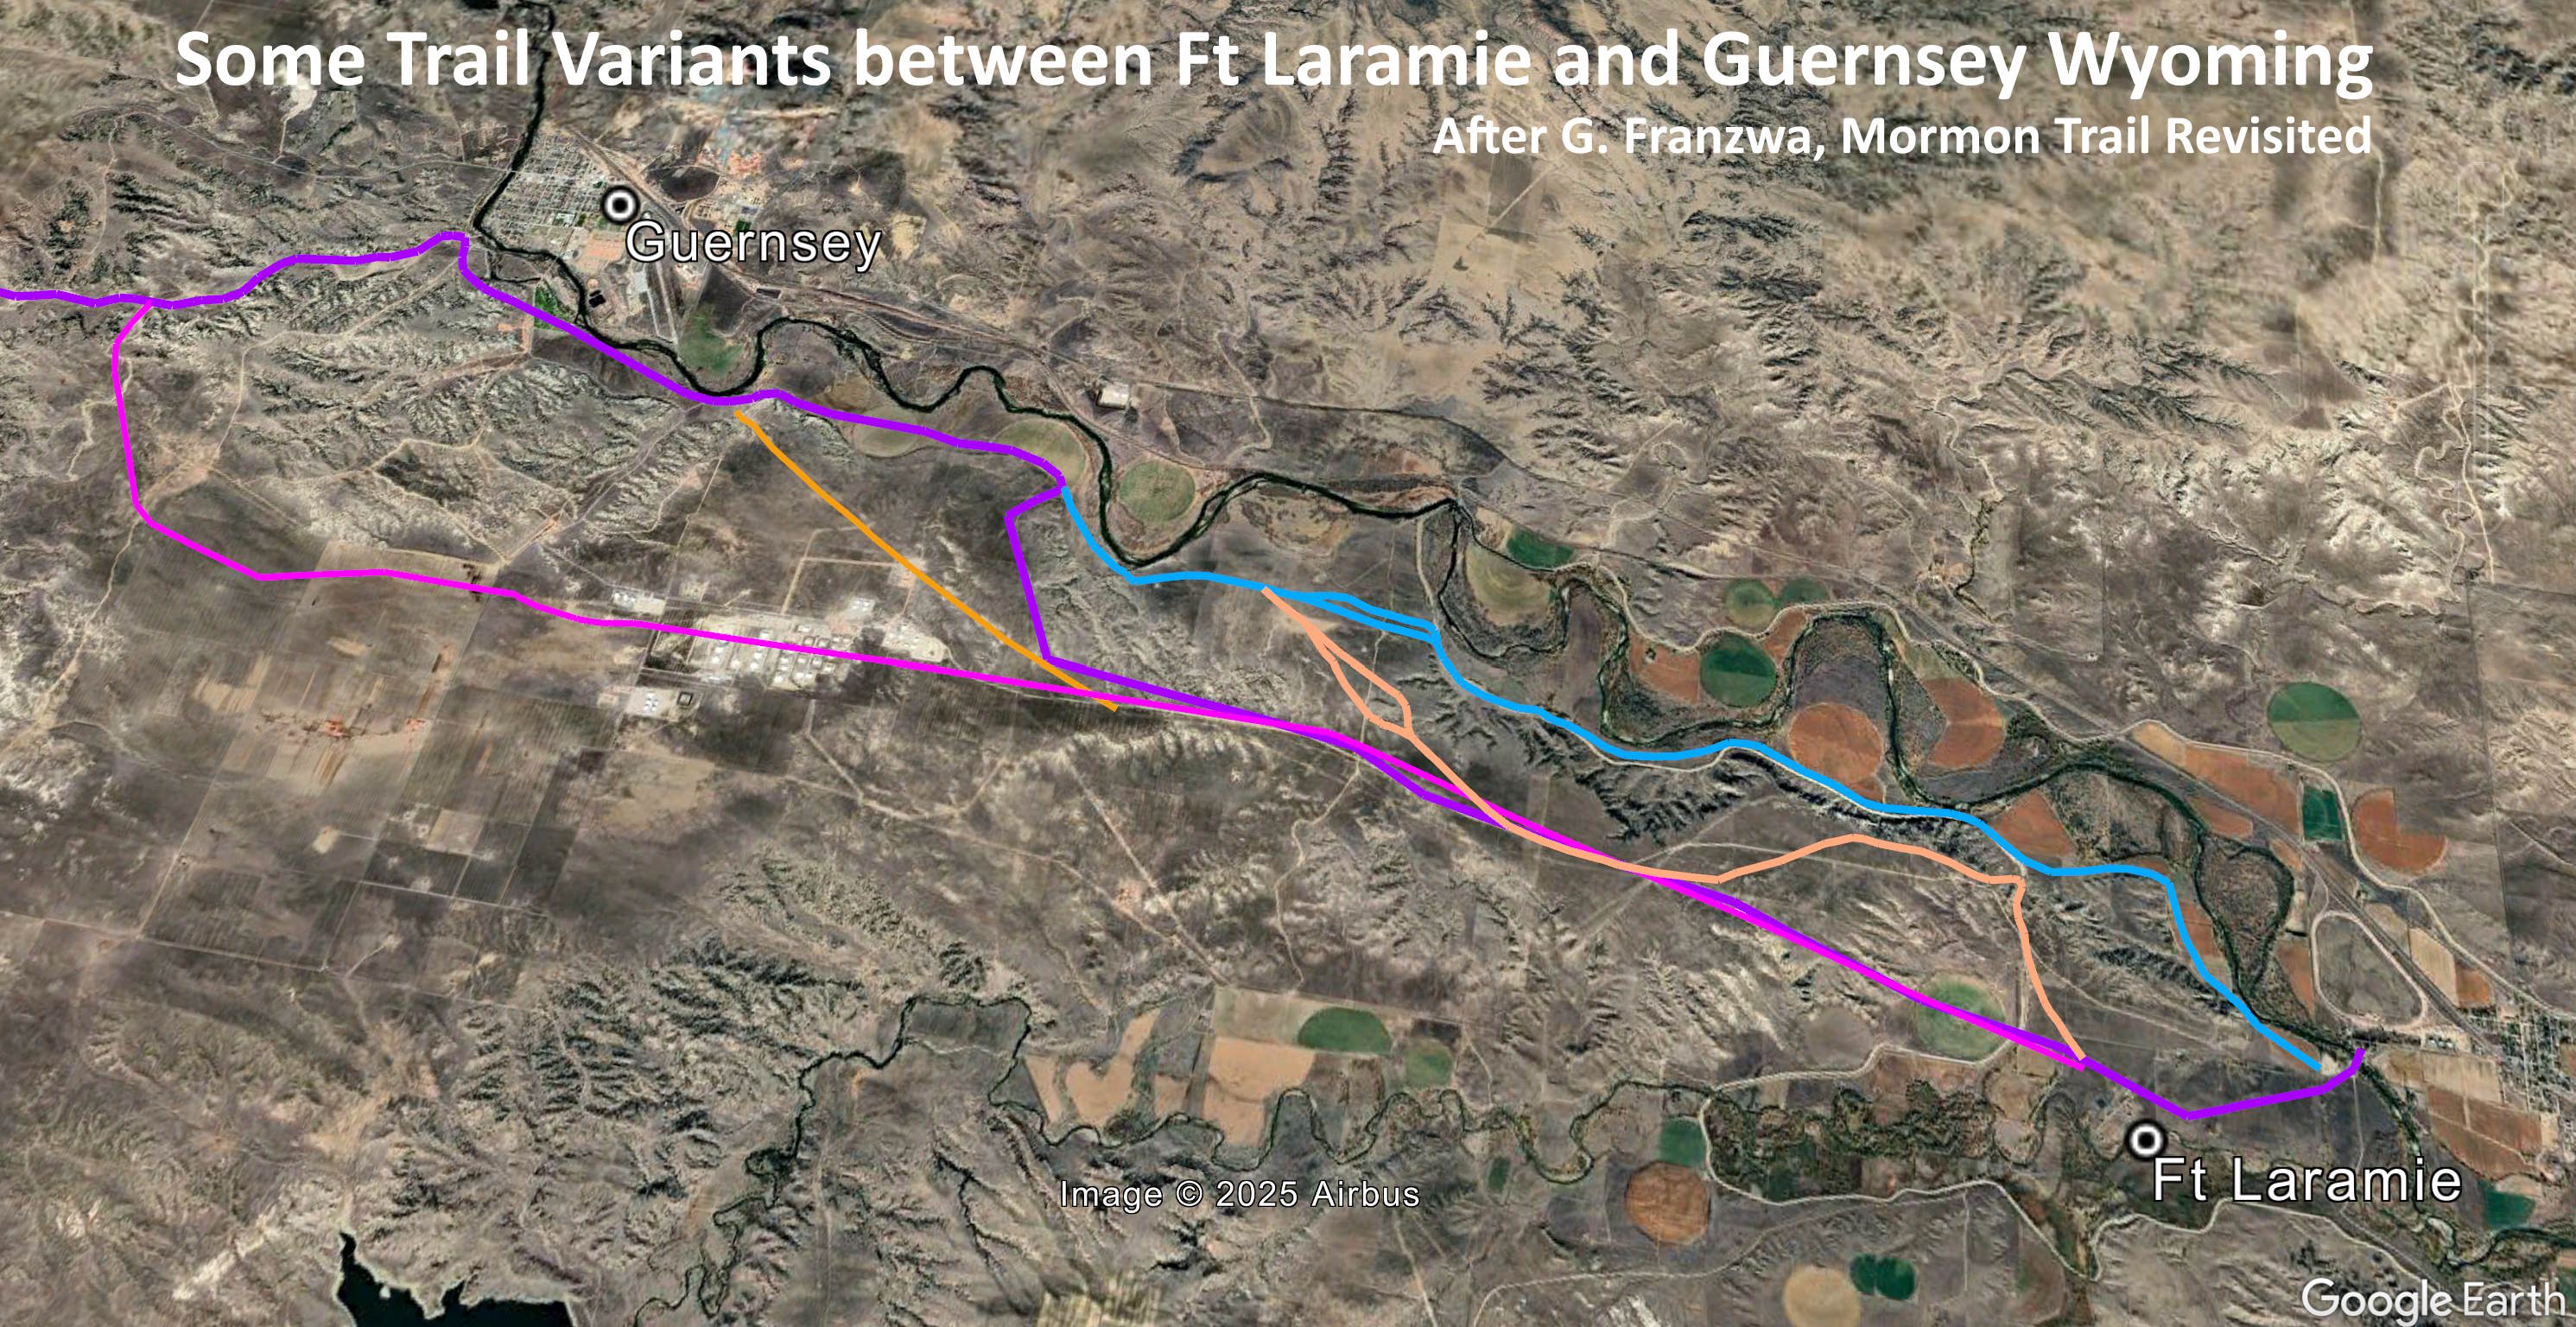 Some Trail Variants between Ft Laramie and Guernsey Wyoming
After G. Franzwa, Mormon Trail Revisited
Guernsey
Ft Laramie
Image © 2025 Airbus
Google Earth